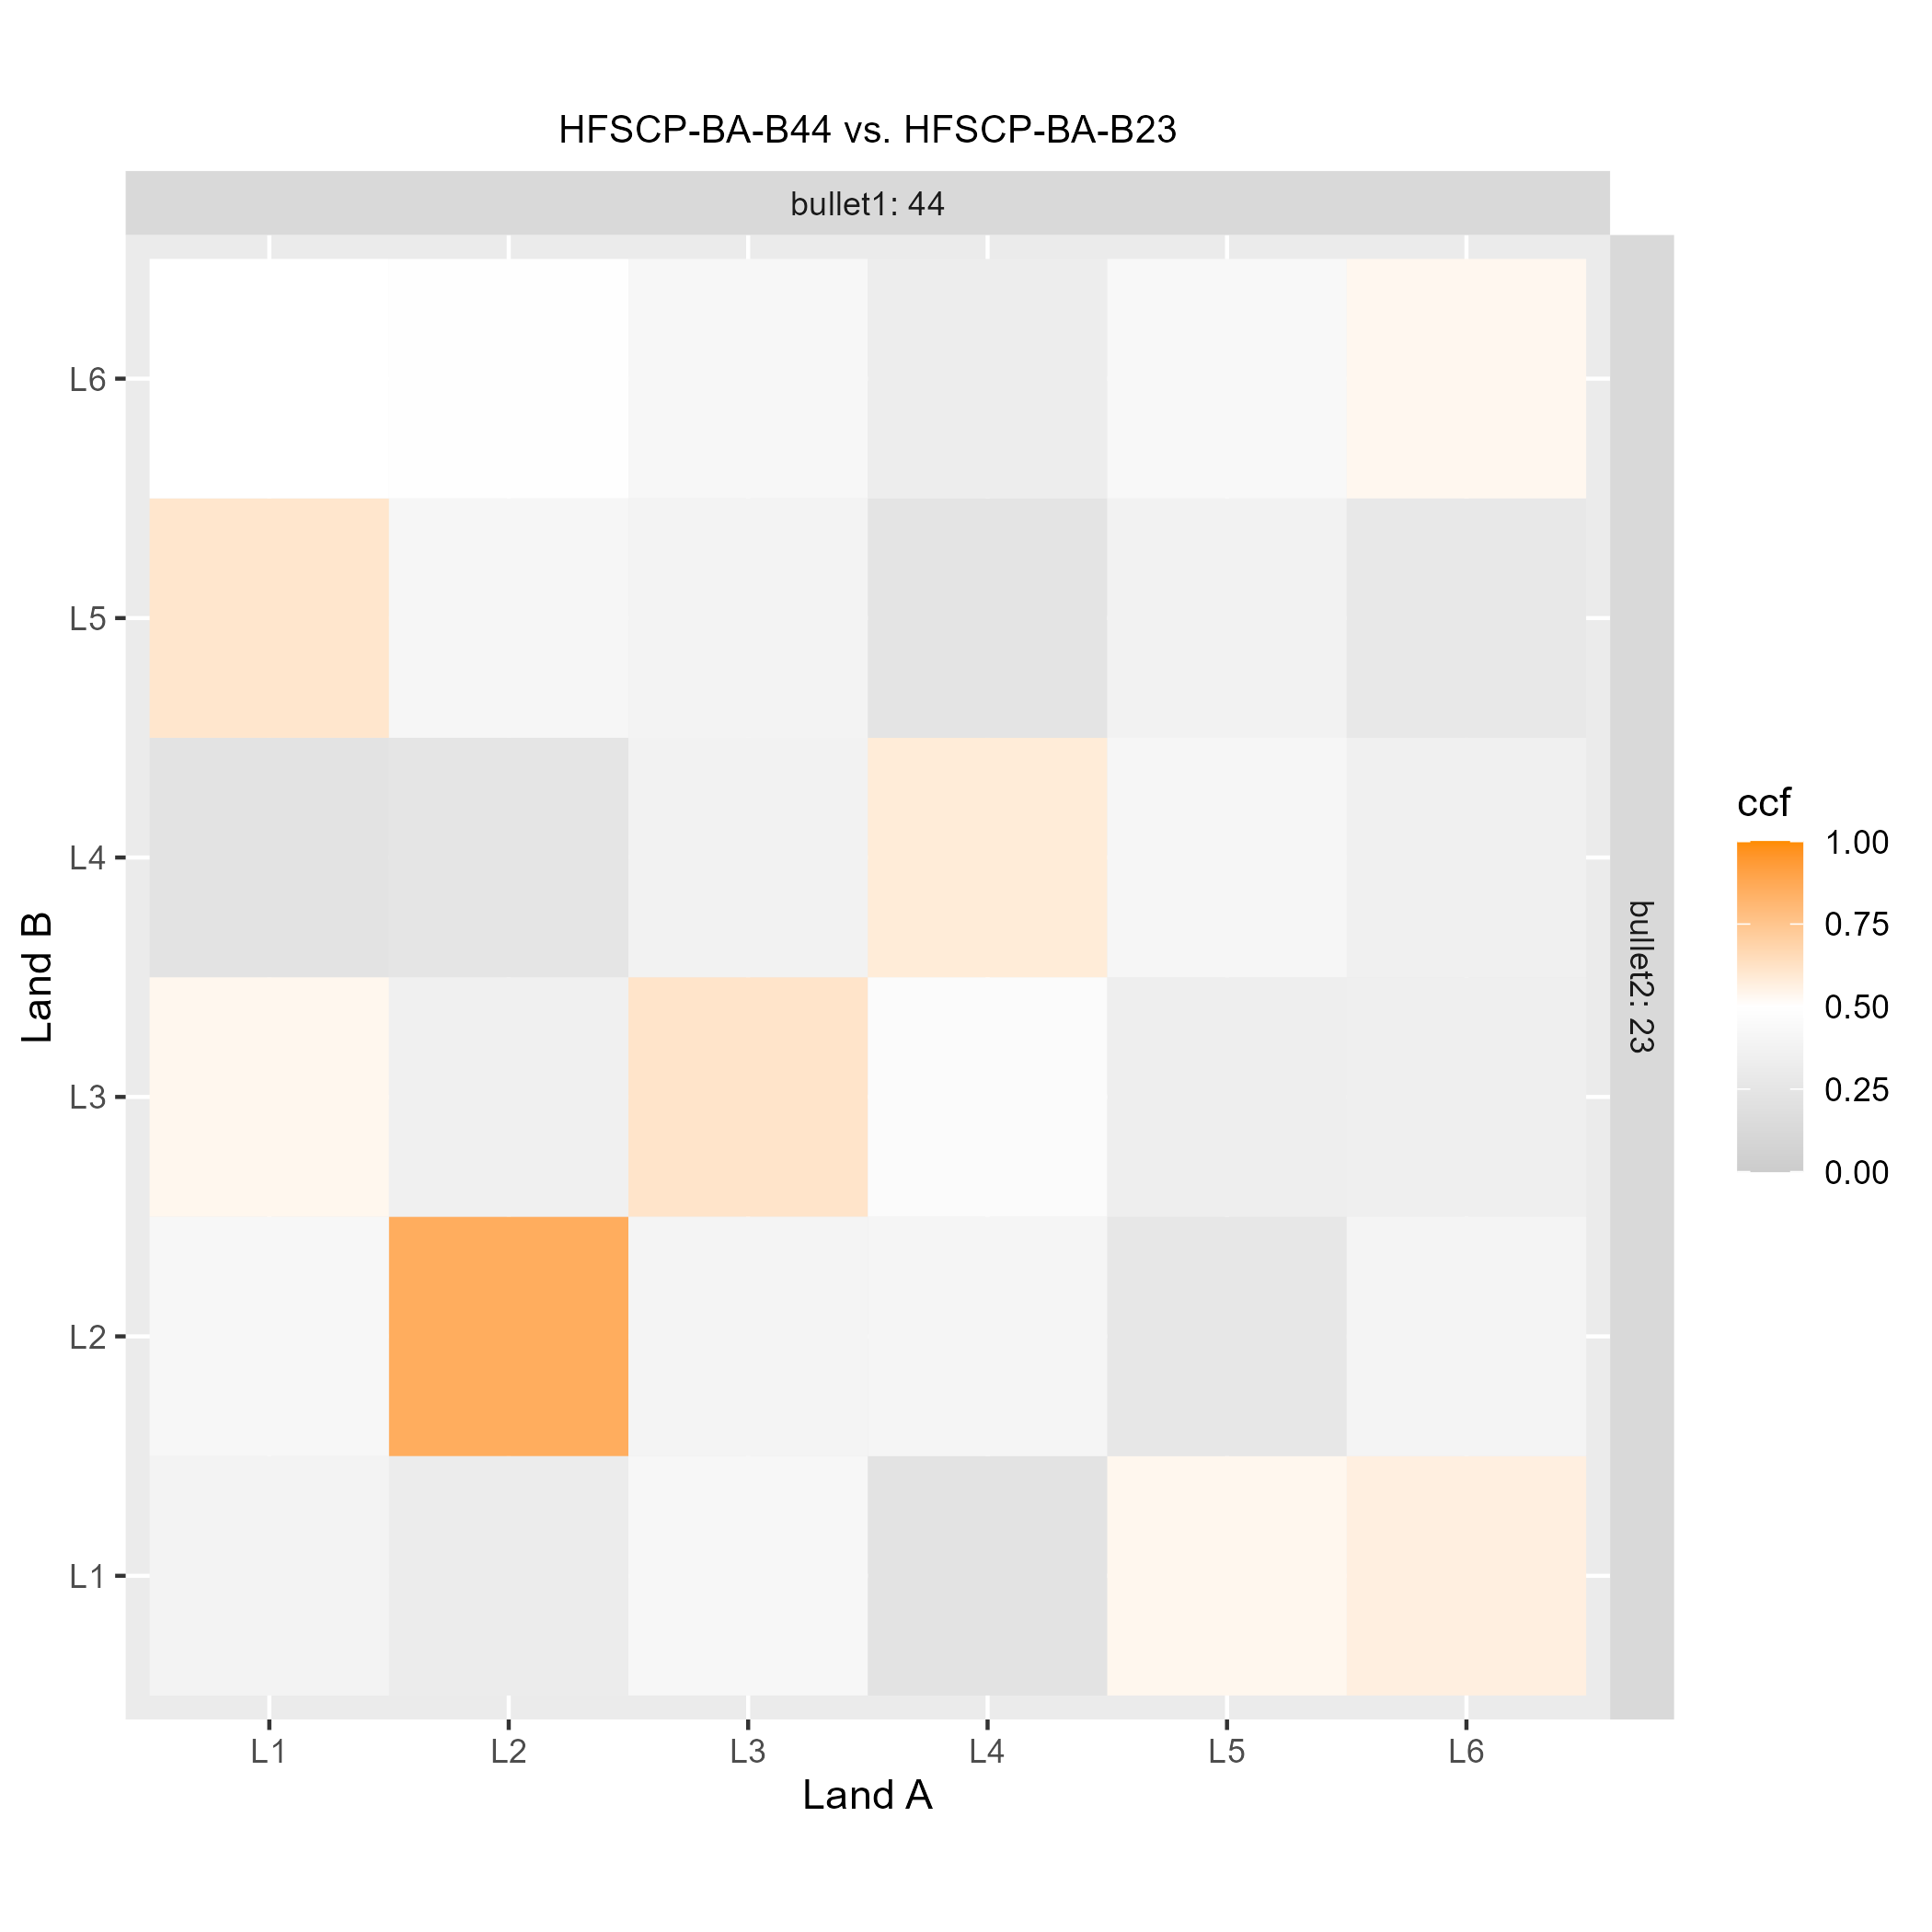 HFSCP-BA-B44 vs. HFSCP-BA-B23
bullet1: 44
L6
L5
L4
L3
L2
L1
Land B
bullet2: 23
L1 L2 L3 L4 L5 L6
Land A
ccf
1.00
0.75
0.50
0.25
0.00